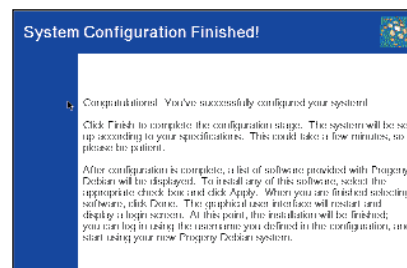 System Configuration Finished!
Congratulations! You've successfully configured your system!
Click Finish to complete the configuration stage. The system will be se
up according to your specifications. This could take a few minutes, so
please be patient.
After configuration is complete, a list of software provided with Progeny
Debian will be displayed. To install any of this software, select the
appropriate check box and click Apply. When you are finished selecting
software, click Done. The graphical user interface will restart and
display a login screen. At this point, the installation will be finished;
you can log in using the username you defined in the configuration, and
start using your new Progeny Debian system.